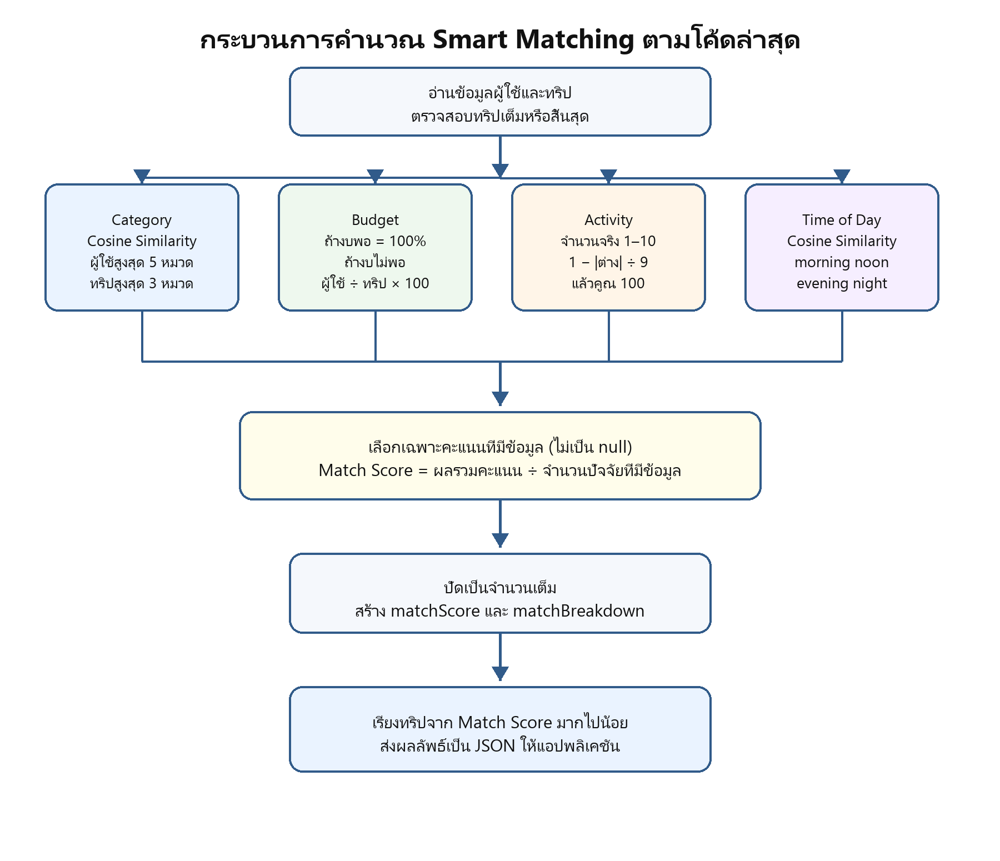 กระบวนการคำนวณ Smart Matching ตามโค้ดล่าสุด
อ่านข้อมูลผู้ใช้และทริป
ตรวจสอบทริปเต็มหรือสิ้นสุด
Category
Cosine Similarity
ผู้ใช้สูงสุด 5 หมวด
ทริปสูงสุด 3 หมวด
Budget
ถ้างบพอ = 100%
ถ้างบไม่พอ
ผู้ใช้ ÷ ทริป × 100
Activity
จำนวนจริง 1–10
1 − |ต่าง| ÷ 9
แล้วคูณ 100
Time of Day
Cosine Similarity
morning noon
evening night
เลือกเฉพาะคะแนนที่มีข้อมูล (ไม่เป็น null)
Match Score = ผลรวมคะแนน ÷ จำนวนปัจจัยที่มีข้อมูล
ปัดเป็นจำนวนเต็ม
สร้าง matchScore และ matchBreakdown
เรียงทริปจาก Match Score มากไปน้อย
ส่งผลลัพธ์เป็น JSON ให้แอปพลิเคชัน